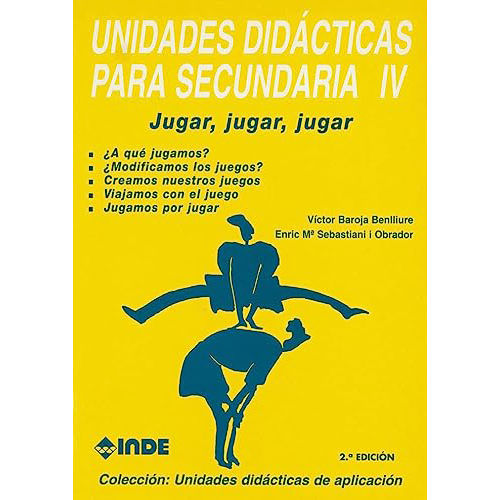 UNIDADES DIDÁCTICAS
PARA SECUNDARIA IV
Jugar, jugar, jugar
▪ ¿A qué jugamos?
▪ ¿Modificamos los juegos?
▪ Creamos nuestros juegos
▪ Viajamos con el juego
▪ Jugamos por jugar
Víctor Baroja Benlliure
Enric Mª Sebastiani i Obrador
INDE
2.ª EDICIÓN
Colección: Unidades didácticas de aplicación